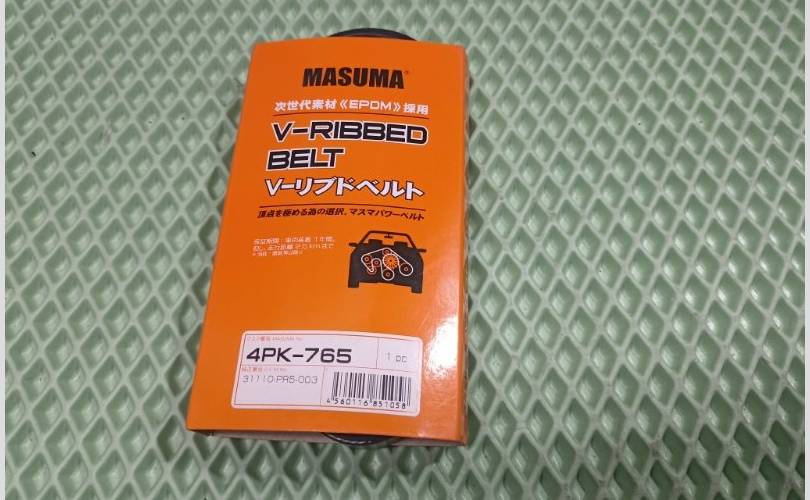 MASUMA
次世代素材《EPDM》採用
V-RIBBED
BELT
V-リブドベルト
頂点を極める為の選択、マスマパワーベルト
4PK-765
1 pc
31110-PR5-003
4560116851058